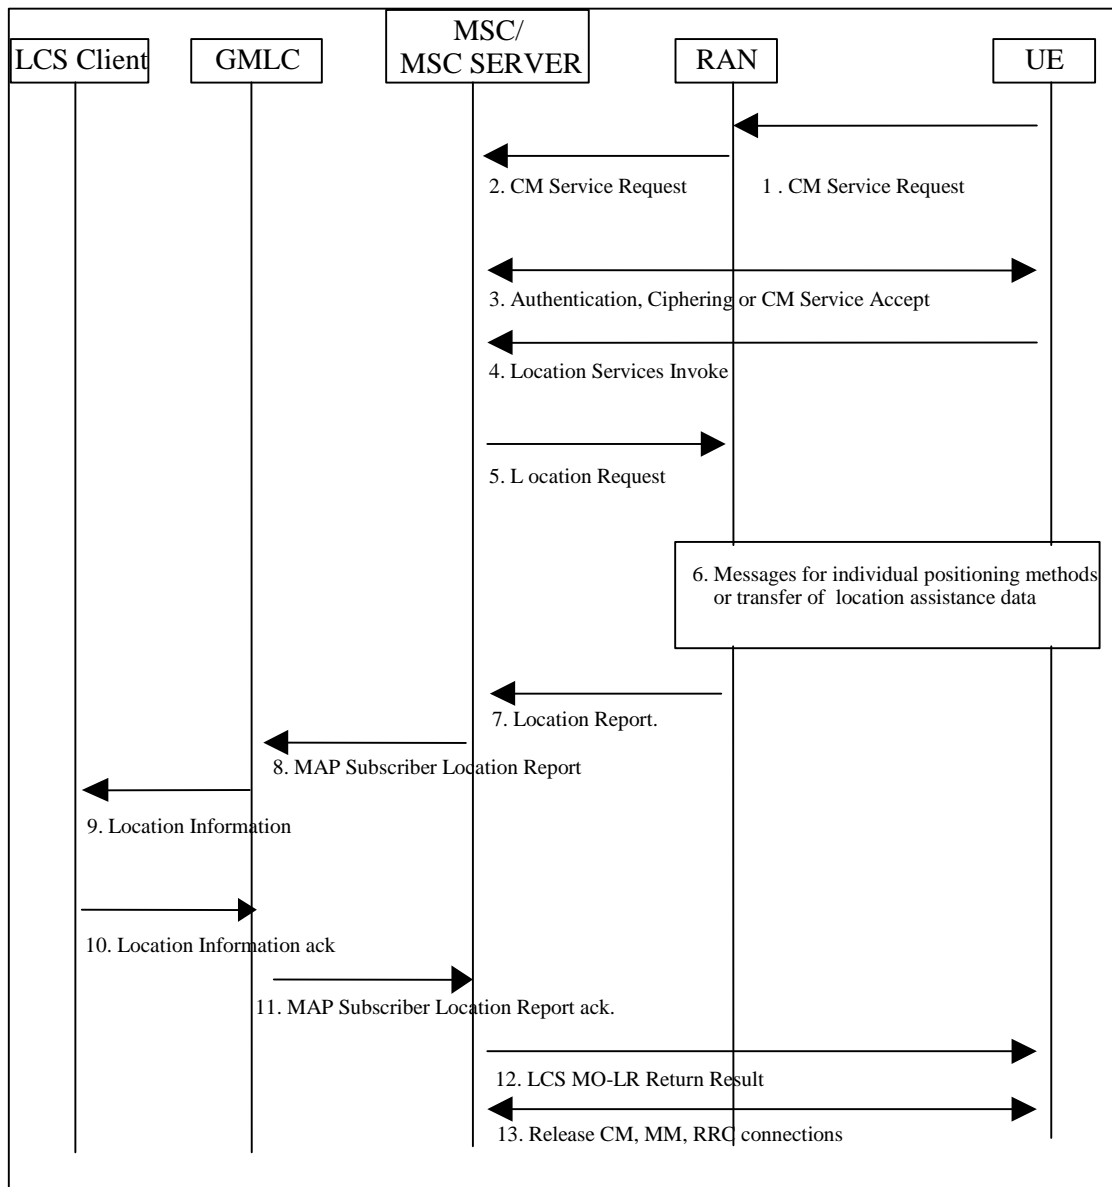 LCS Client
GMLC
MSC/
MSC SERVER
RAN
UE
2. CM Service Request
1 . CM Service Request
3. Authentication, Ciphering or CM Service Accept
4. Location Services Invoke
5. L ocation Request
6. Messages for individual positioning methods
or transfer of location assistance data
7. Location Report.
8. MAP Subscriber Location Report
9. Location Information
10. Location Information ack
11. MAP Subscriber Location Report ack.
12. LCS MO-LR Return Result
13. Release CM, MM, RRC connections